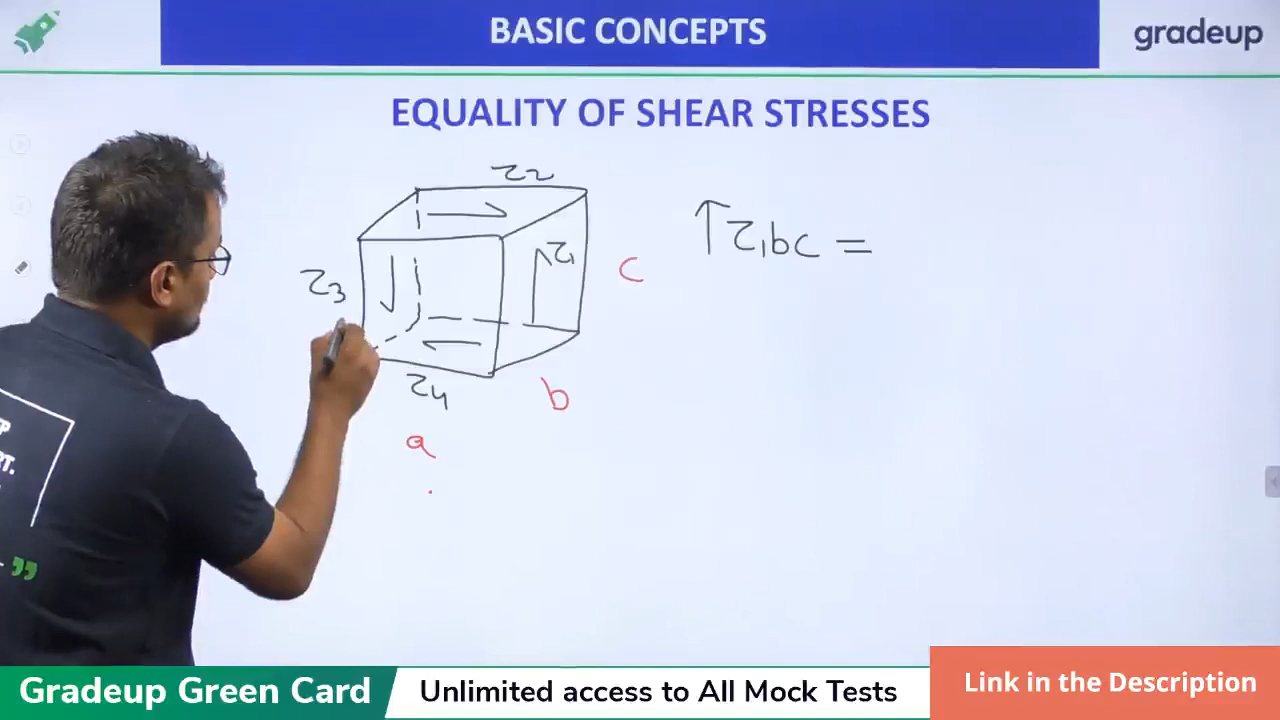 BASIC CONCEPTS
gradeup
EQUALITY OF SHEAR STRESSES
τ2
τ1
τ3
τ4
a
b
c
↑τ1bc =
RT.
”
Gradeup Green Card
Unlimited access to All Mock Tests
Link in the Description